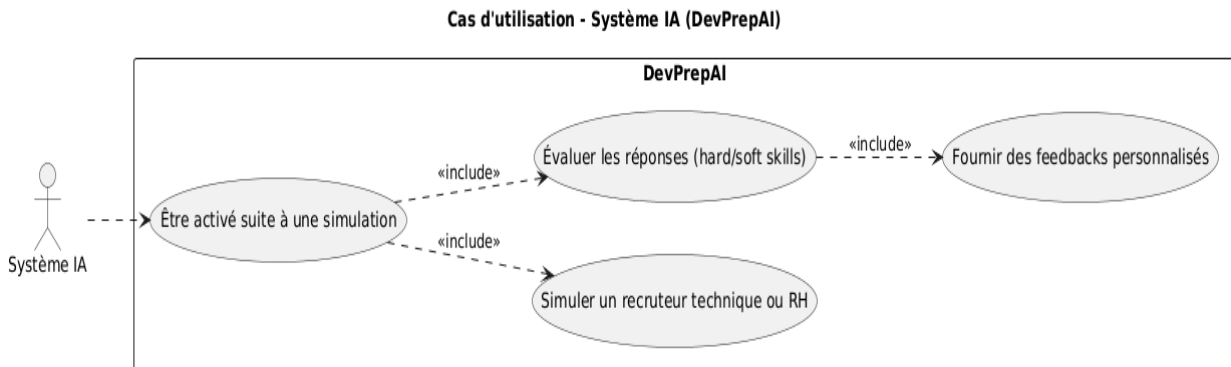 Cas d'utilisation - Système IA (DevPrepAI)
DevPrepAI
Évaluer les réponses (hard/soft skills)
«include»
Fournir des feedbacks personnalisés
«include»
Être activé suite à une simulation
Système IA
«include»
Simuler un recruteur technique ou RH